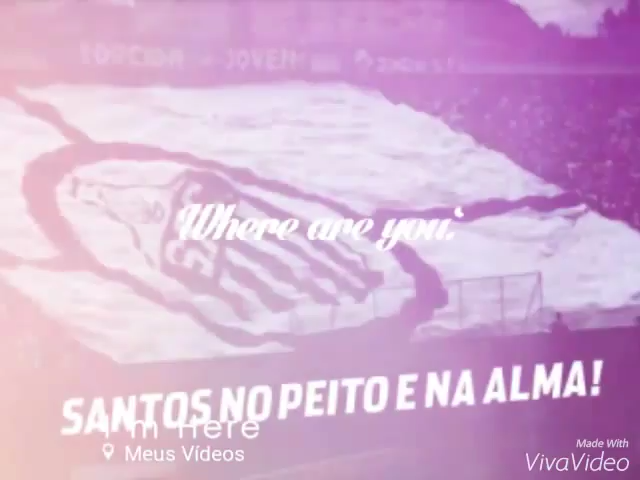 TORCIDA JOVEM
Where are you?
SANTOS NO PEITO E NA ALMA!
I'm Here
Meus Vídeos
Made With
VivaVideo